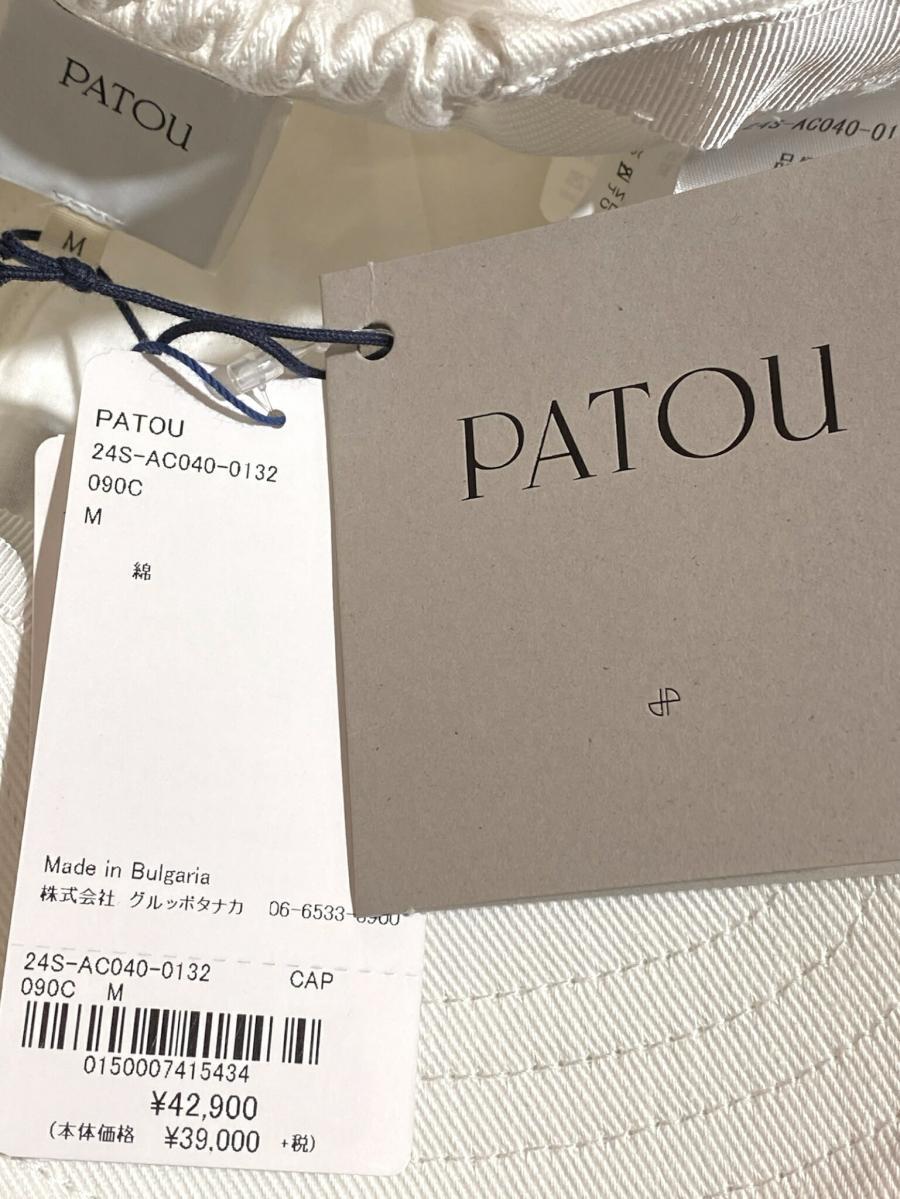 PATOU
M
24S-AC040-01
PATOU
PATOU
24S-AC040-0132
090C
M
綿
Made in Bulgaria
株式会社 グルッポタナカ 06-6533-
24S-AC040-0132 CAP
090C M
0150007415434
¥42,900
(本体価格 ¥39,000 +税)